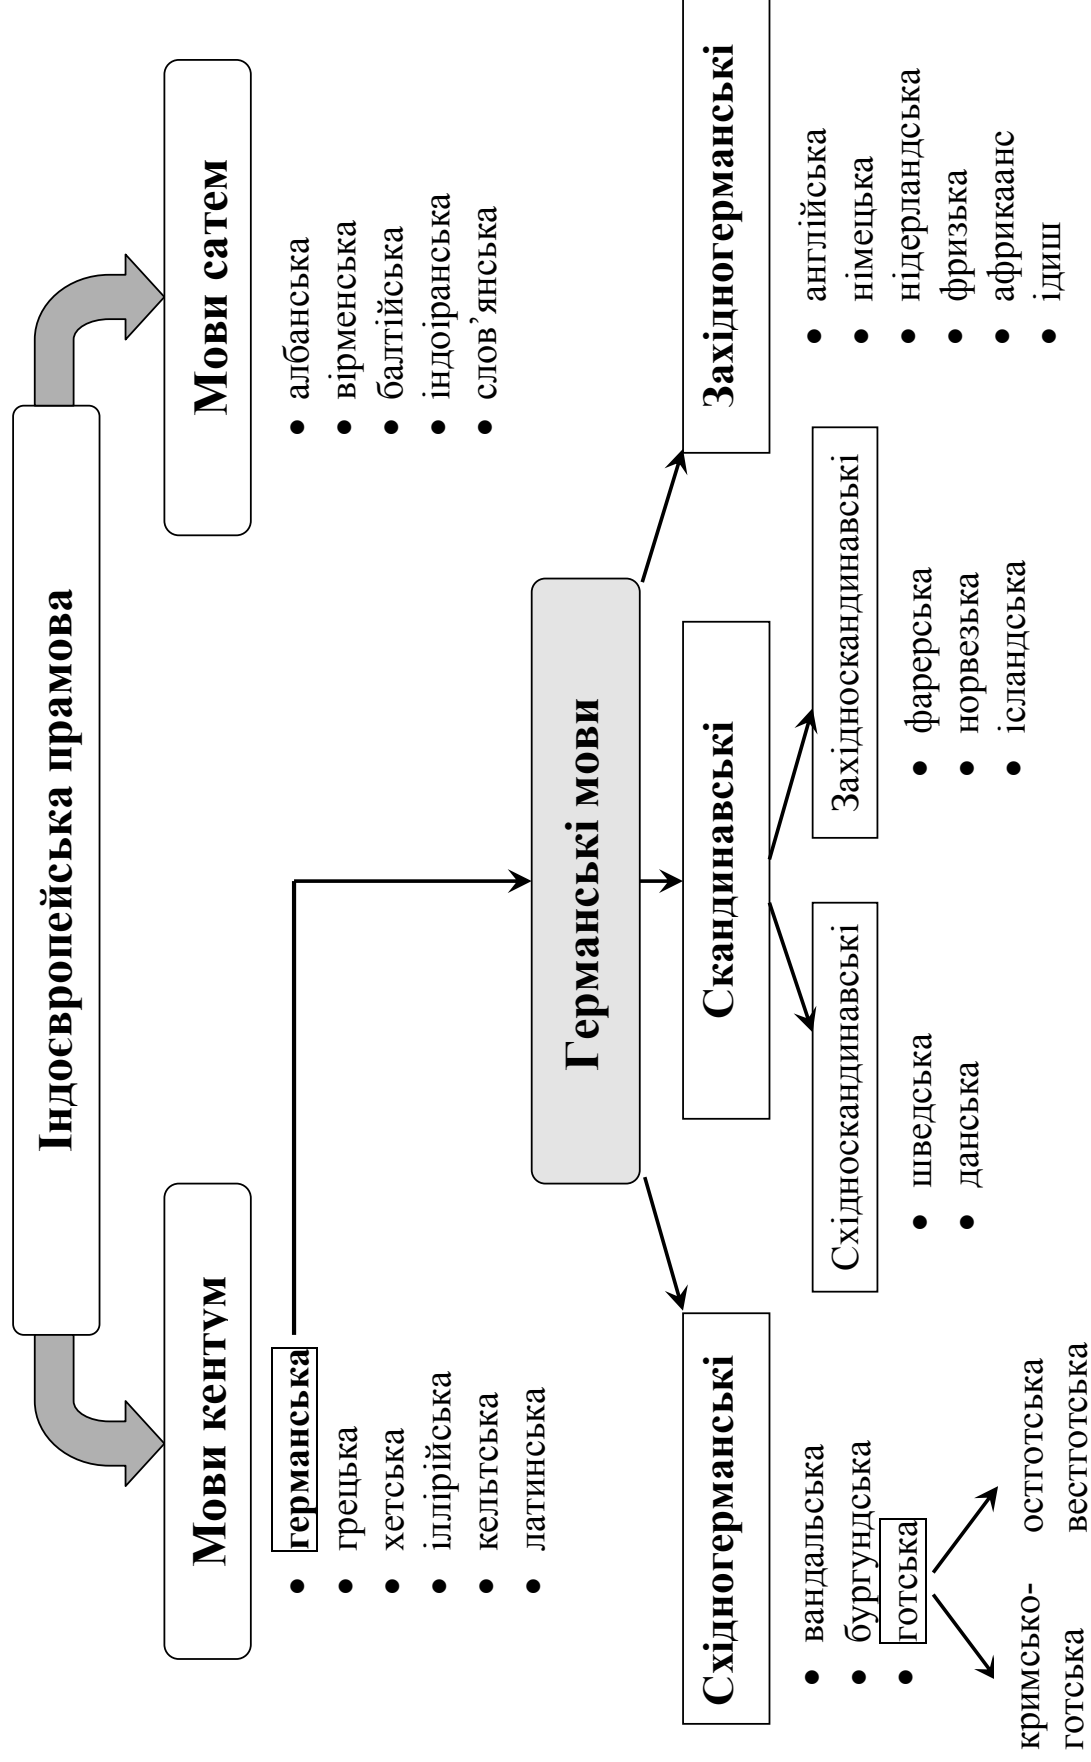 Індоєвропейська прамова
Мови кентум
Мови сатем
германська
грецька
хетська
іллірійська
кельтська
латинська
албанська
вірменська
балтійська
індоіранська
слов’янська
Германські мови
Східногерманські
Скандинавські
Західногерманські
вандальська
бургундська
готська
кримсько-
готська
остготська
вестготська
Східноскандинавські
шведська
данська
Західноскандинавські
фарерська
норвезька
ісландська
англійська
німецька
нідерландська
фризька
африкаанс
ідиш